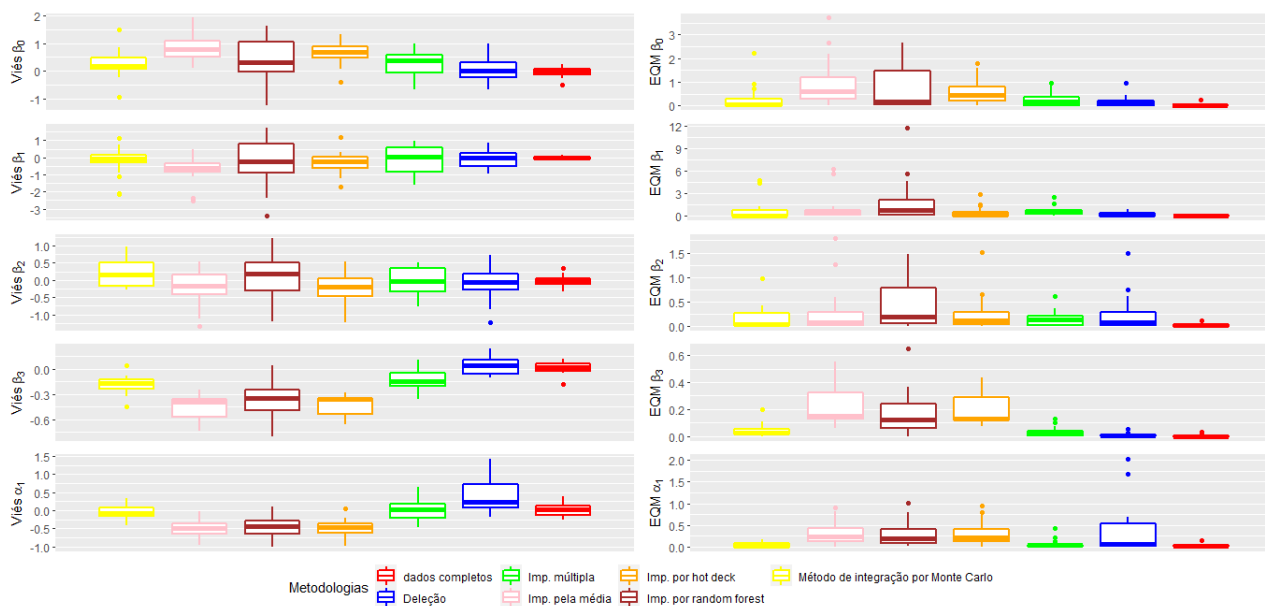 Viés β0
2
1
0
-1
Viés β1
1
0
-1
-2
-3
Viés β2
1.0
0.5
0.0
-0.5
-1.0
Viés β3
0.0
-0.3
-0.6
Viés α1
1.5
1.0
0.5
0.0
-0.5
-1.0
EQM β0
3
2
1
0
EQM β1
12
9
6
3
0
EQM β2
1.5
1.0
0.5
0.0
EQM β3
0.6
0.4
0.2
0.0
EQM α1
2.0
1.5
1.0
0.5
0.0
Metodologias
dados completos
Deleção
Imp. múltipla
Imp. pela média
Imp. por hot deck
Imp. por random forest
Método de integração por Monte Carlo